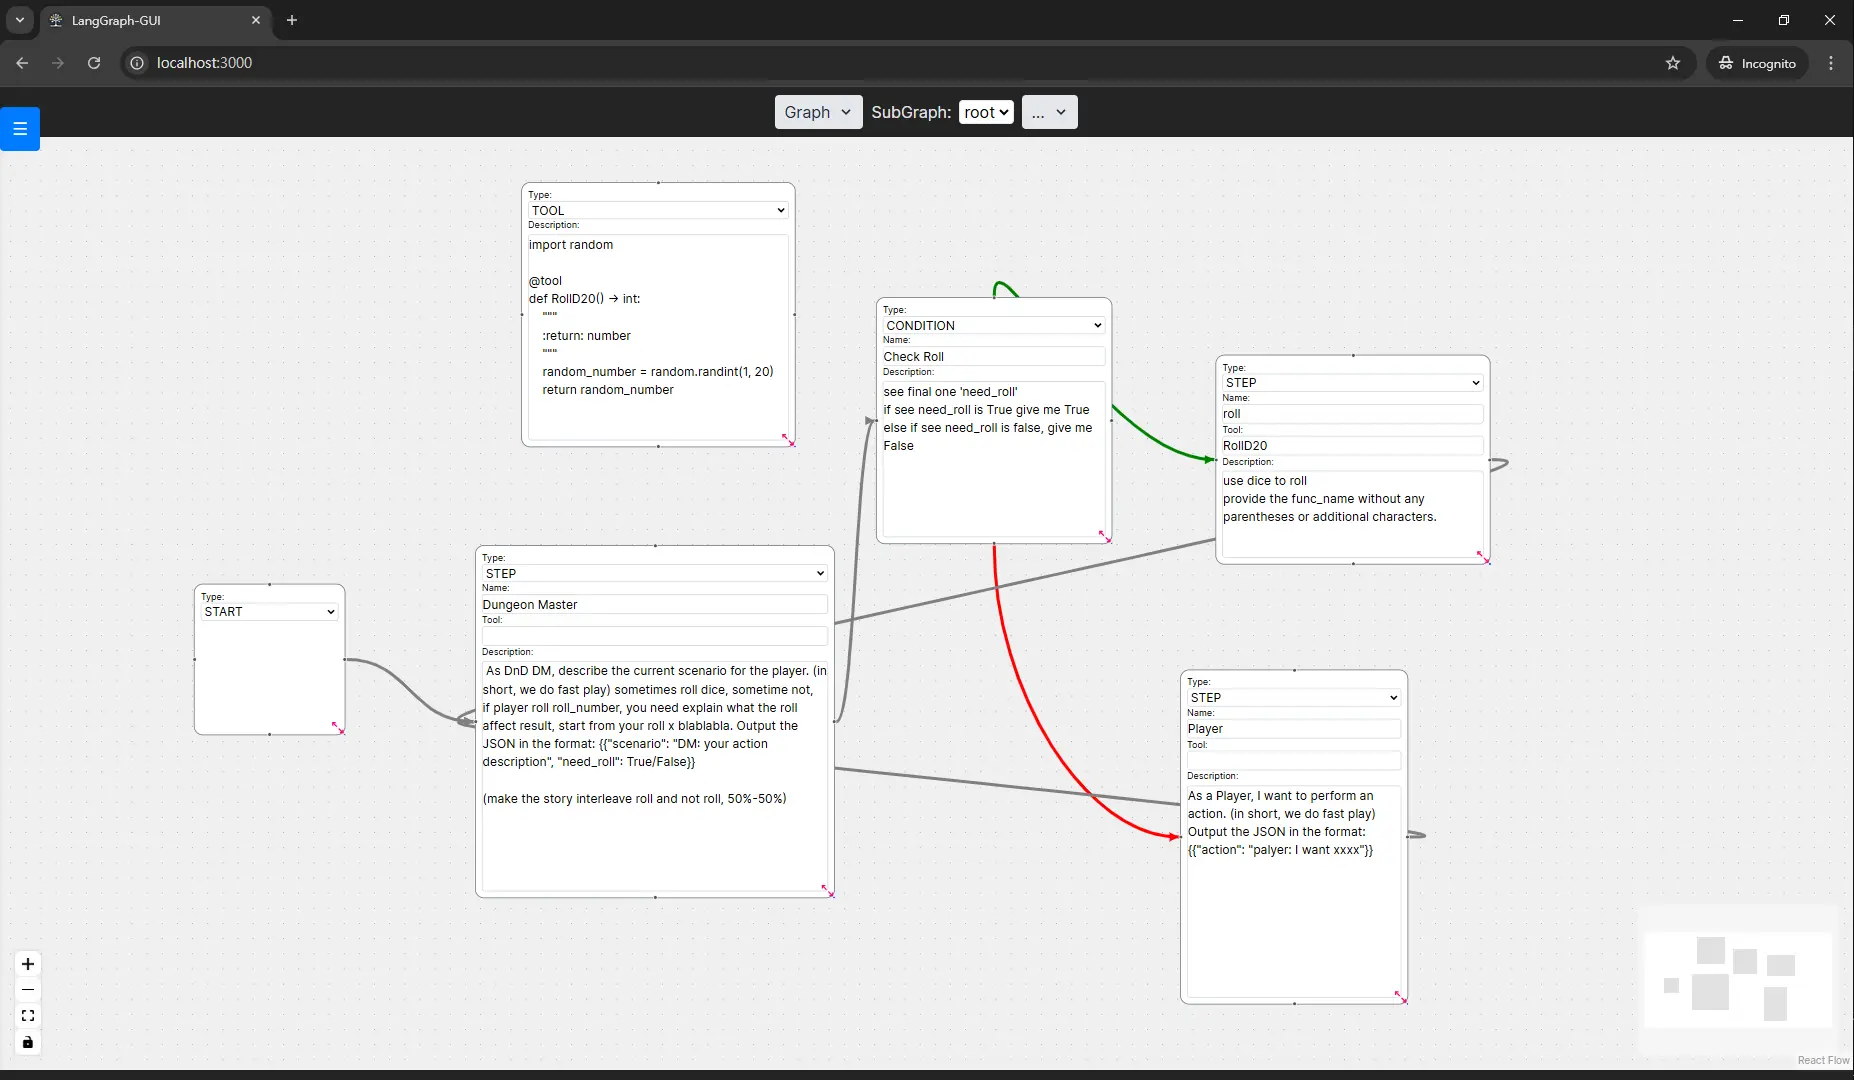 LangGraph-GUI
localhost:3000
Incognito
Graph
SubGraph:
root
...
Type:
TOOL
Description:
import random
@tool
def RollD20() -> int:
"""
:return: number
"""
random_number = random.randint(1, 20)
return random_number
Type:
CONDITION
Name:
Check Roll
Description:
see final one 'need_roll'
if see need_roll is True give me True
else if see need_roll is false, give me
False
Type:
STEP
Name:
roll
Tool:
RollD20
Description:
use dice to roll
provide the func_name without any
parentheses or additional characters.
Type:
START
Type:
STEP
Name:
Dungeon Master
Tool:
Description:
As DnD DM, describe the current scenario for the player. (in
short, we do fast play) sometimes roll dice, sometime not,
if player roll roll_number, you need explain what the roll
affect result, start from your roll x blablabla. Output the
JSON in the format: {{"scenario": "DM: your action
description", "need_roll": True/False}}
(make the story interleave roll and not roll, 50%-50%)
Type:
STEP
Name:
Player
Tool:
Description:
As a Player, I want to perform an
action. (in short, we do fast play)
Output the JSON in the format:
{{"action": "palyer: I want xxxx"}}
React Flow